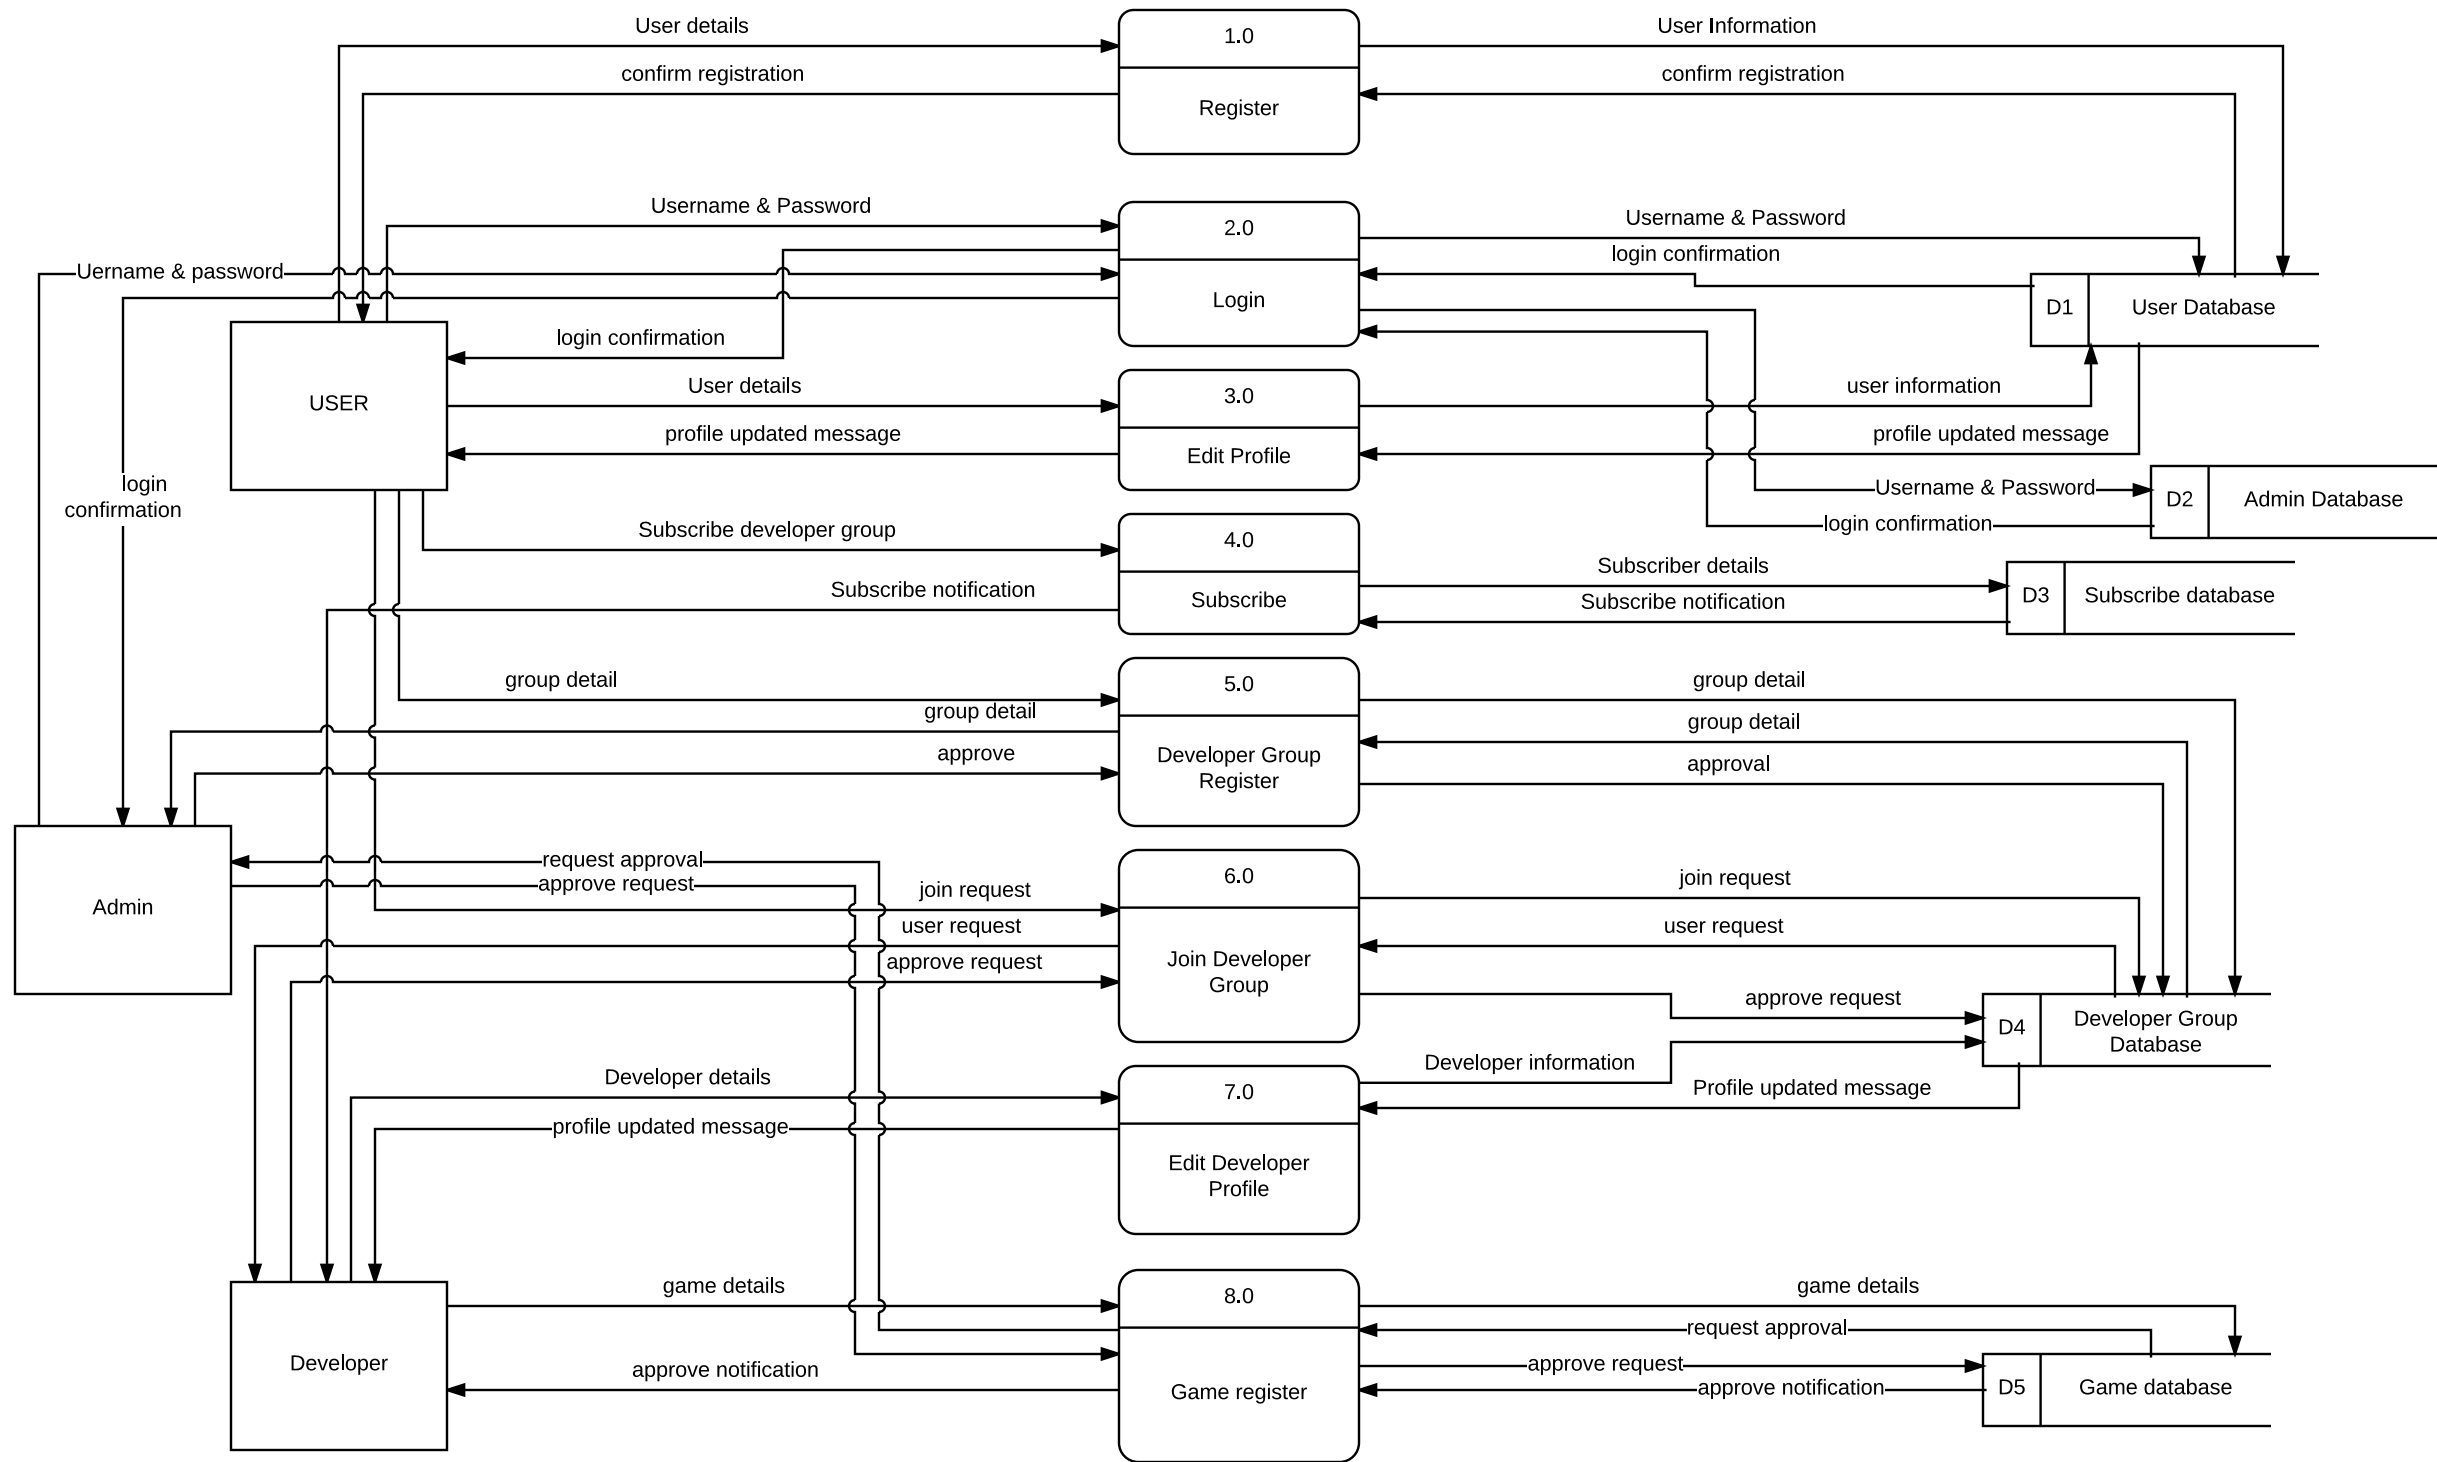 User details
1.0
User Information
confirm registration
confirm registration
Register
Username & Password
2.0
Username & Password
login confirmation
Uername & password
Login
D1
User Database
login confirmation
USER
User details
3.0
user information
profile updated message
Edit Profile
profile updated message
login
confirmation
Username & Password
D2
Admin Database
login confirmation
Subscribe developer group
4.0
Subscriber details
Subscribe notification
Subscribe
Subscribe notification
D3
Subscribe database
group detail
5.0
group detail
group detail
group detail
approve
Developer Group
Register
approval
request approval
approve request
Admin
join request
6.0
join request
user request
user request
approve request
Join Developer
Group
approve request
D4
Developer Group
Database
Developer details
7.0
Developer information
Profile updated message
profile updated message
Edit Developer
Profile
game details
8.0
game details
request approval
Developer
approve notification
Game register
approve request
approve notification
D5
Game database